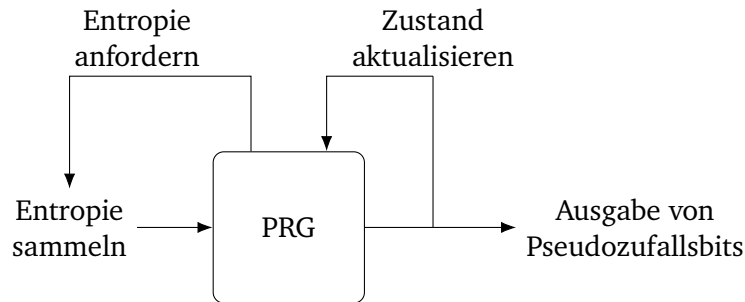 Entropie
anfordern
Zustand
aktualisieren
Entropie
sammeln
PRG
Ausgabe von
Pseudozufallsbits